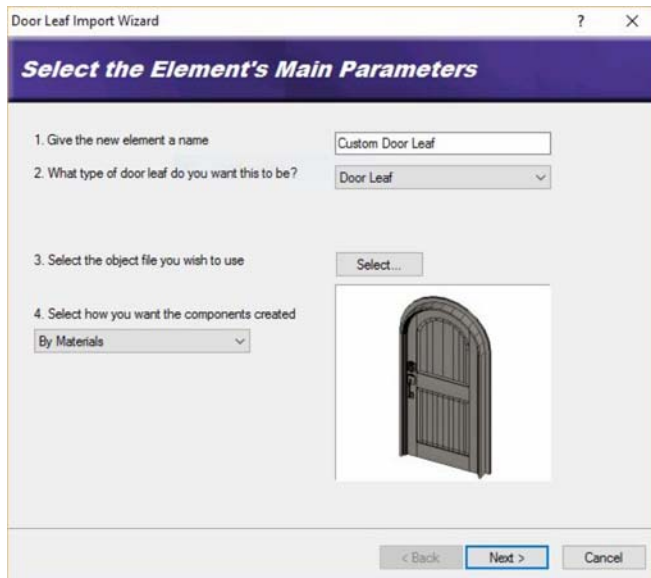 Door Leaf Import Wizard ? ×
Select the Element's Main Parameters
1. Give the new element a name Custom Door Leaf
2. What type of door leaf do you want this to be? Door Leaf
3. Select the object file you wish to use Select...
4. Select how you want the components created
By Materials
< Back Next > Cancel